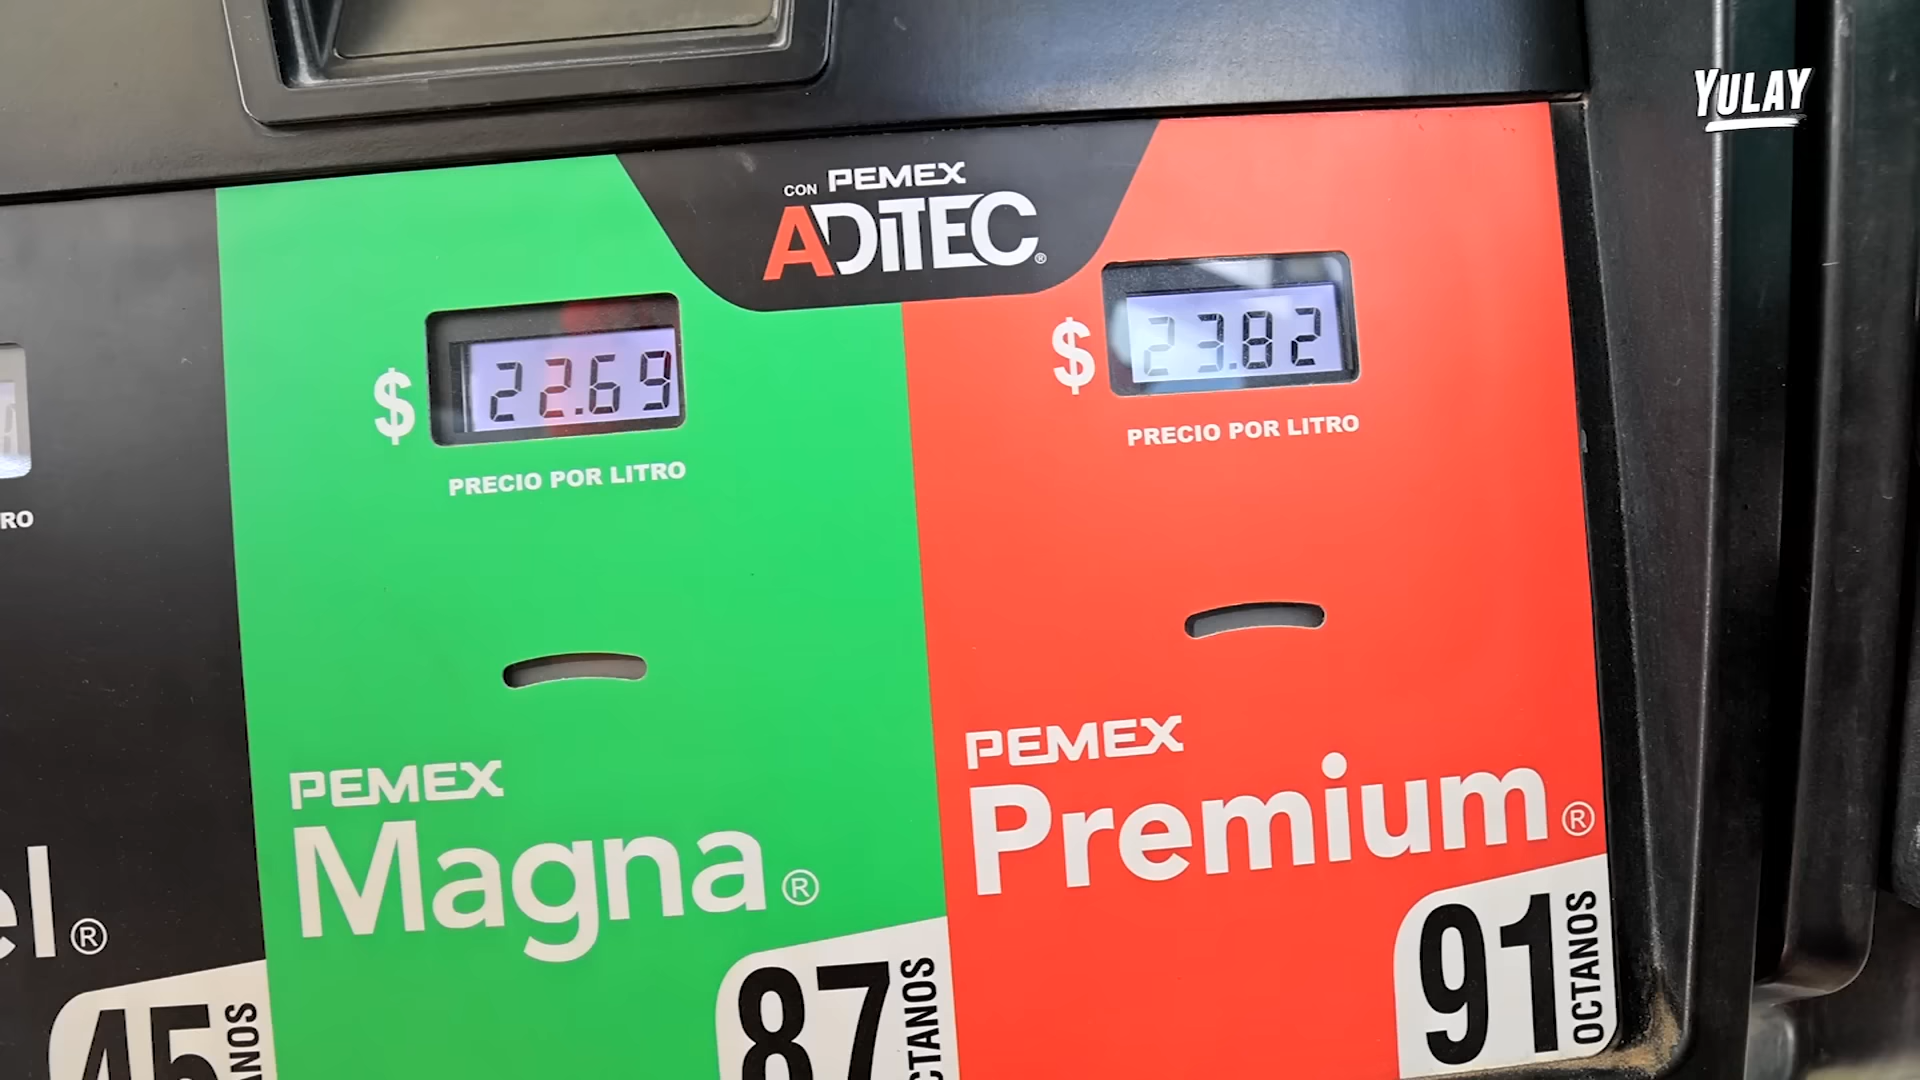 YULAY
CON PEMEX
ADITEC®
$ 22.69
PRECIO POR LITRO
$ 23.82
PRECIO POR LITRO
PEMEX
Magna®
87
PEMEX
Premium®
91
OCTANOS
45